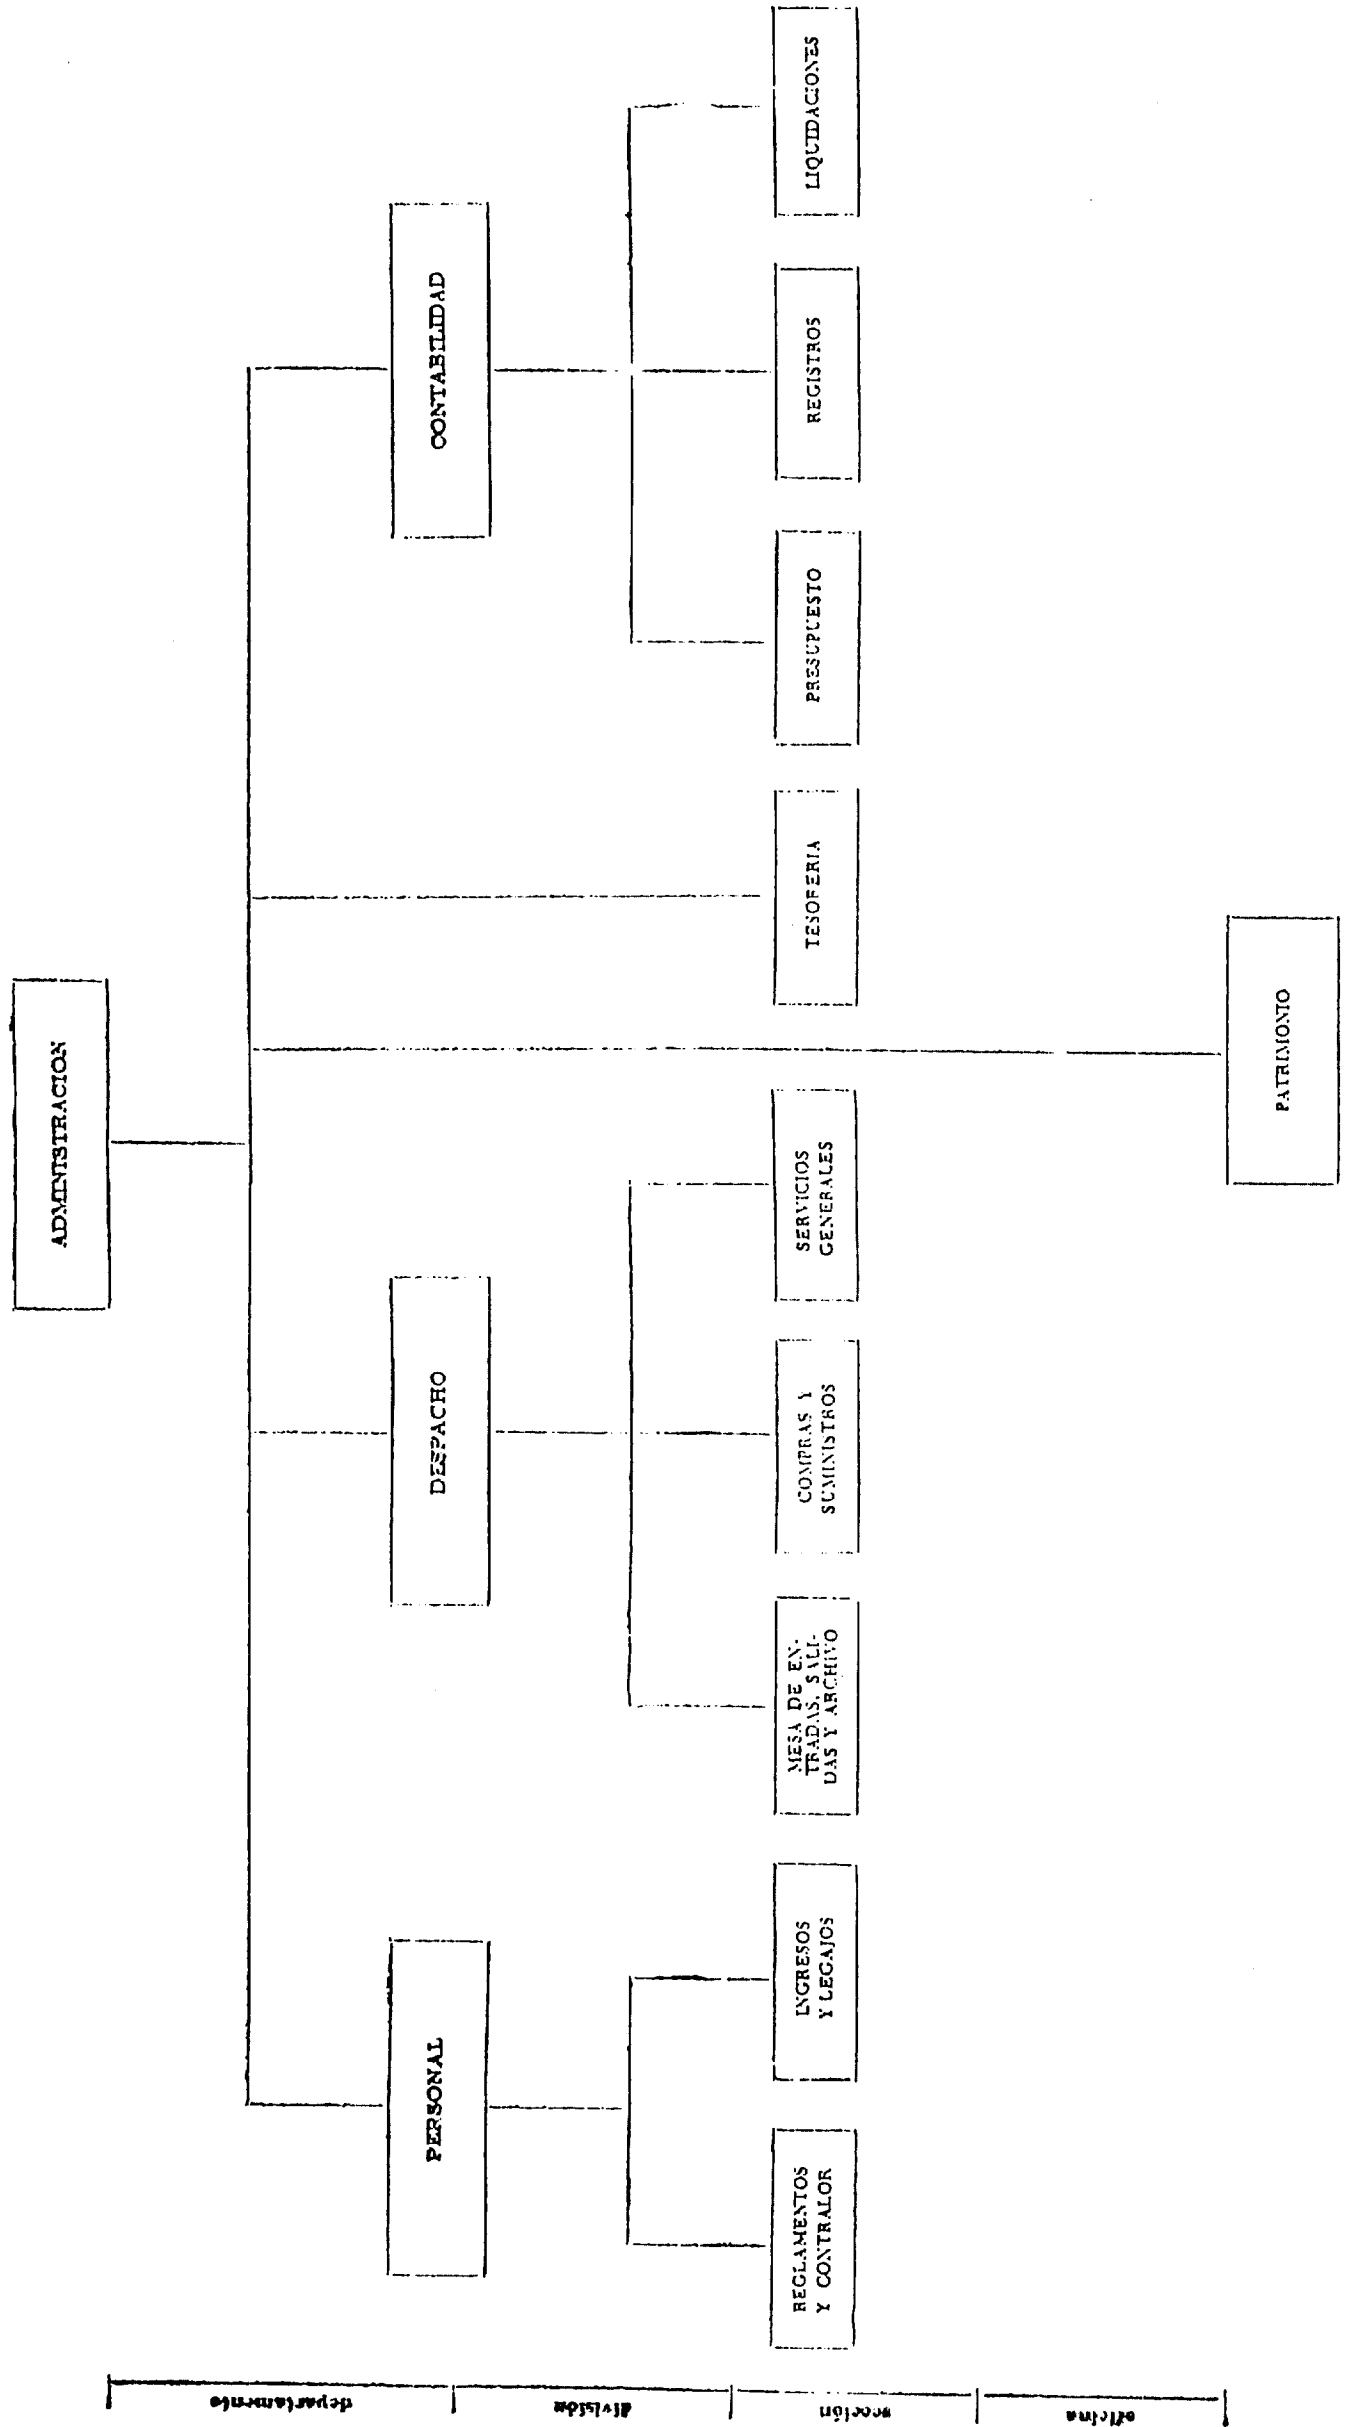 ADMINISTRACION
PERSONAL
DESPACHO
CONTABILIDAD
REGLAMENTOS
Y CONTRALOR
INGRESOS
Y LEGAJOS
MESA DE EN-
TRADAS, SALI-
DAS Y ARCHIVO
COMPRAS Y
SUMINISTROS
SERVICIOS
GENERALES
TESORERIA
PRESUPUESTO
REGISTROS
LIQUIDACIONES
PATRIMONIO
departamento
división
sección
oficina